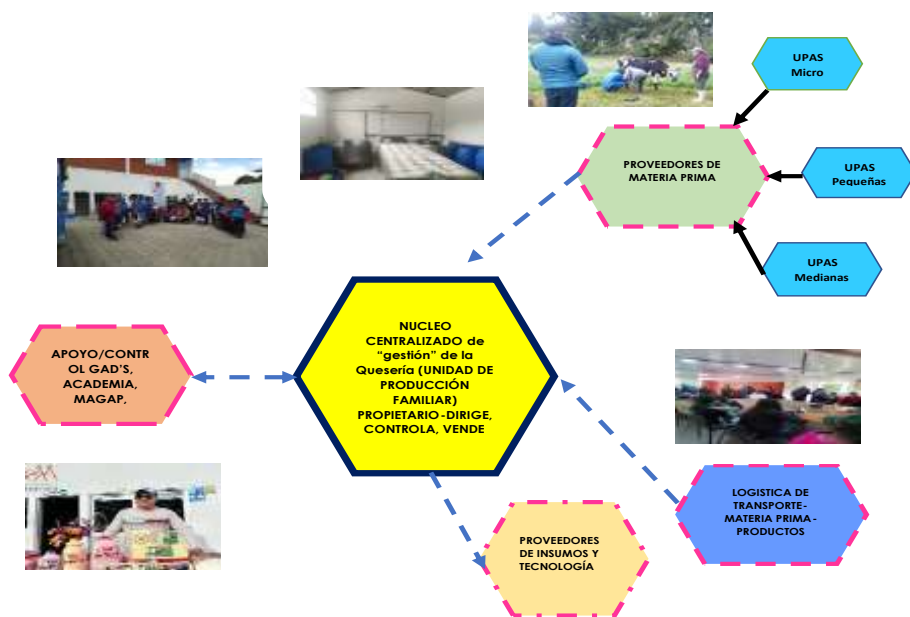 UPAS
Micro
PROVEEDORES DE
MATERIA PRIMA
UPAS
Pequeñas
UPAS
Medianas
NUCLEO
CENTRALIZADO de
“gestión” de la
Quesería (UNIDAD DE
PRODUCCIÓN
FAMILIAR)
PROPIETARIO-DIRIGE,
CONTROLA, VENDE
APOYO/CONTR
OL GAD'S,
ACADEMIA,
MAGAP,
LOGISTICA DE
TRANSPORTE-
MATERIA PRIMA-
PRODUCTOS
PROVEEDORES
DE INSUMOS Y
TECNOLOGÍA